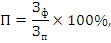 П = Зф / Зп × 100%,